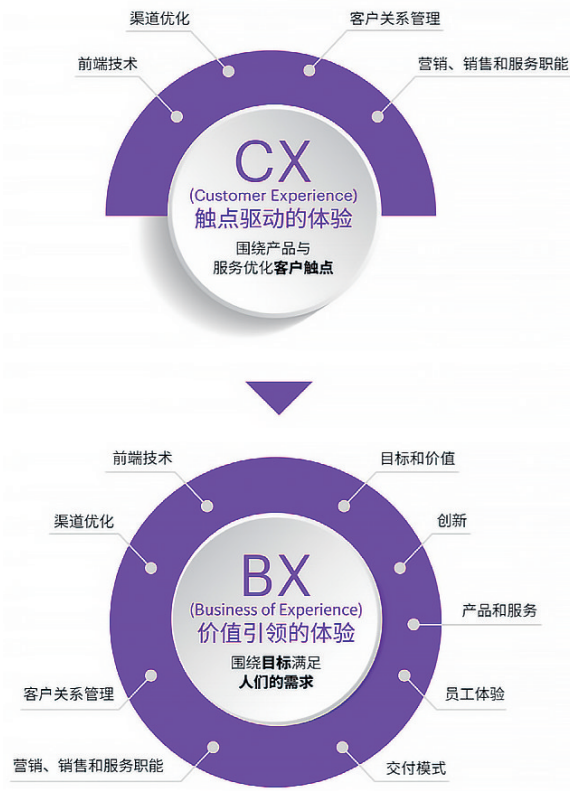 渠道优化
客户关系管理
前端技术
营销、销售和服务职能
CX
(Customer Experience)
触点驱动的体验
围绕产品与
服务优化客户触点
前端技术
目标和价值
渠道优化
创新
BX
(Business of Experience)
价值引领的体验
围绕目标满足
人们的需求
产品和服务
客户关系管理
员工体验
营销、销售和服务职能
交付模式